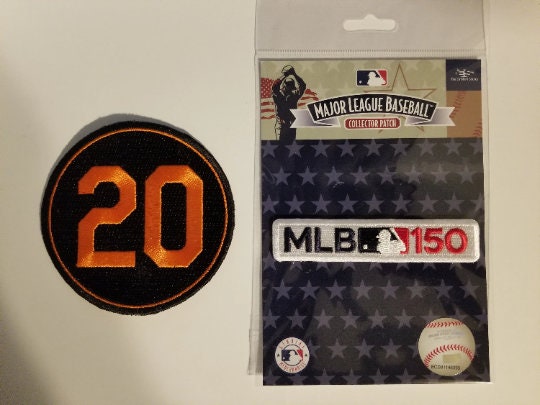 20
MAJOR LEAGUE BASEBALL
COLLECTOR PATCH
MLB 150